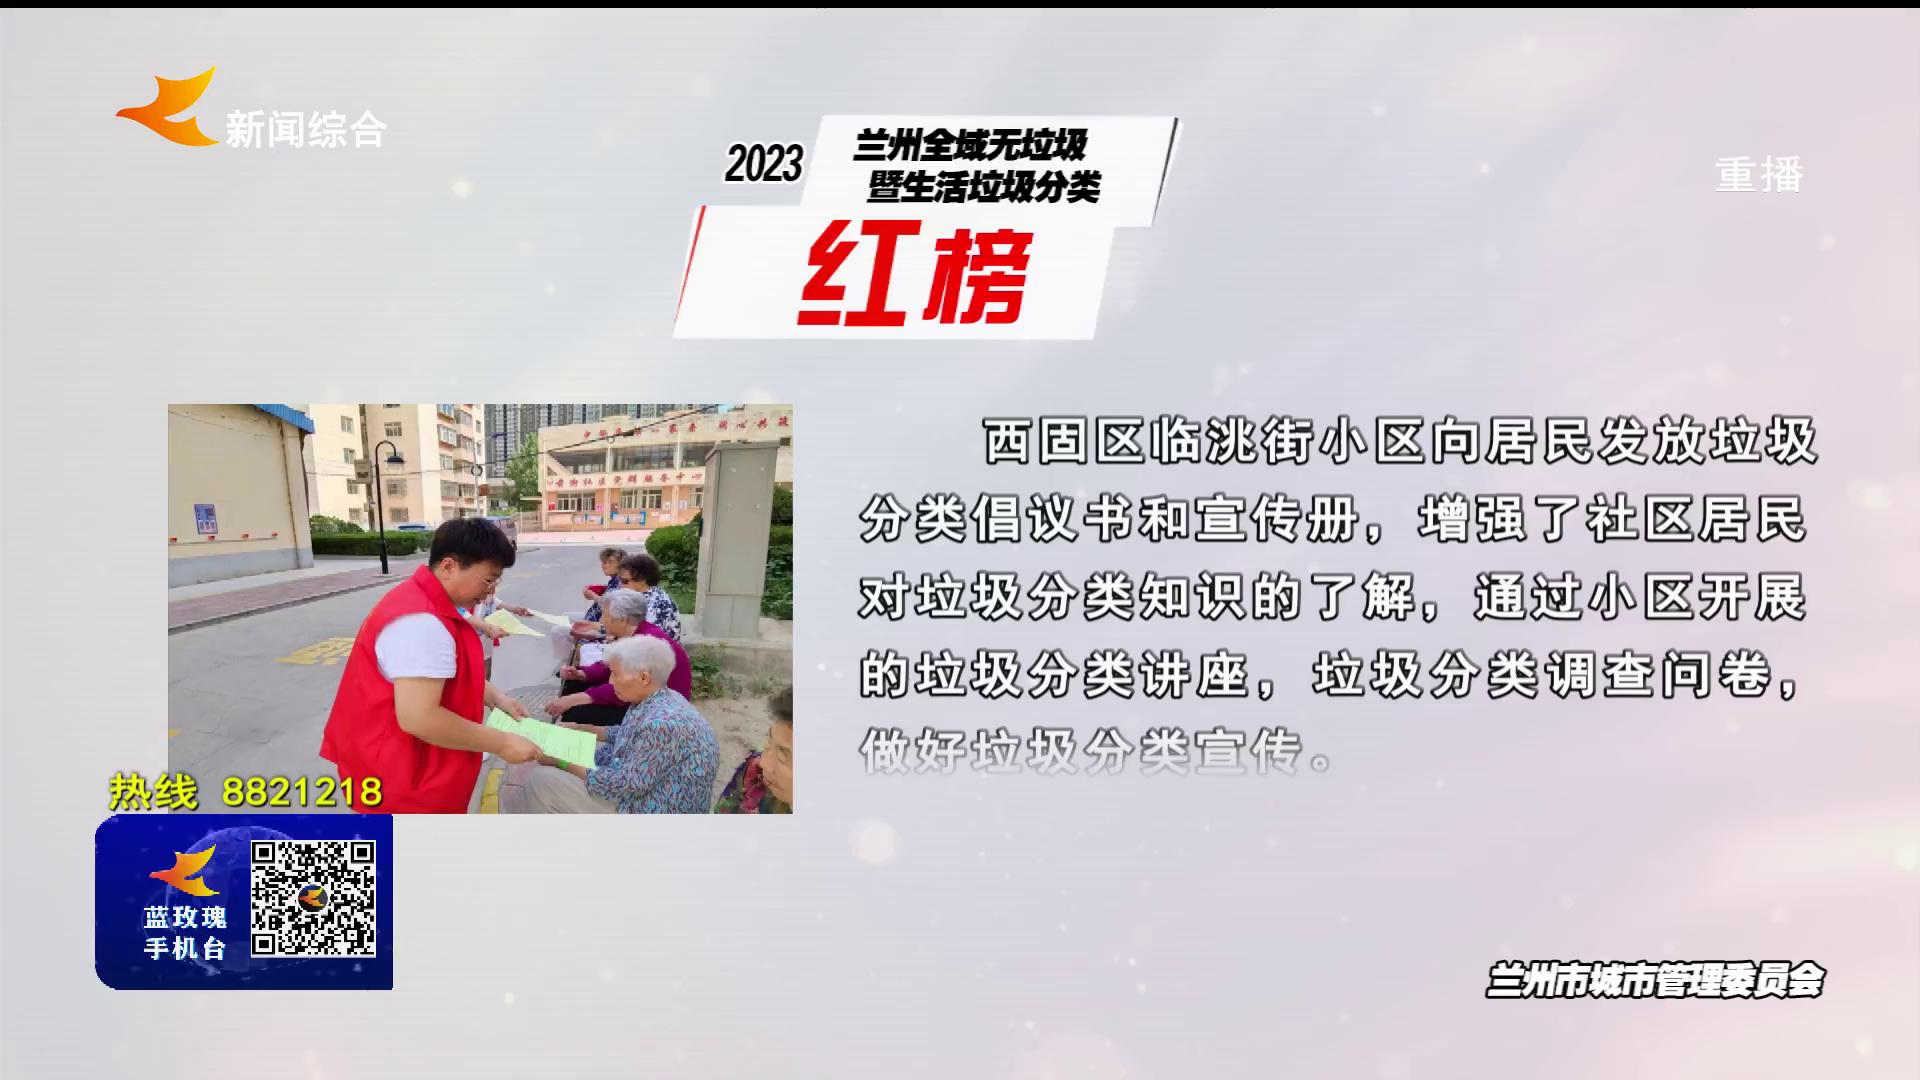 新闻综合
重播
2023
兰州全域无垃圾
暨生活垃圾分类
红榜
西固区临洮街小区向居民发放垃圾
分类倡议书和宣传册，增强了社区居民
对垃圾分类知识的了解，通过小区开展
的垃圾分类讲座，垃圾分类调查问卷，
做好垃圾分类宣传。
热线 8821218
蓝玫瑰
手机台
兰州市城市管理委员会